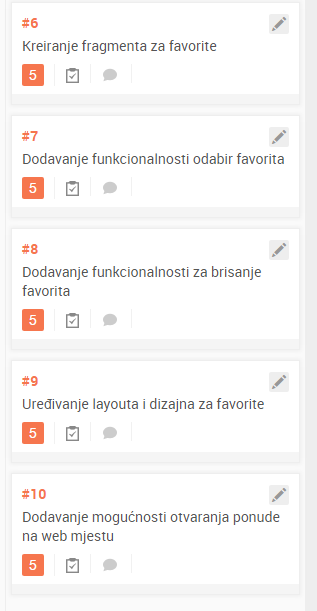 #6
Kreiranje fragmenta za favorite
5
#7
Dodavanje funkcionalnosti odabir favorita
5
#8
Dodavanje funkcionalnosti za brisanje
favorita
5
#9
Uređivanje layouta i dizajna za favorite
5
#10
Dodavanje mogućnosti otvaranja ponude
na web mjestu
5